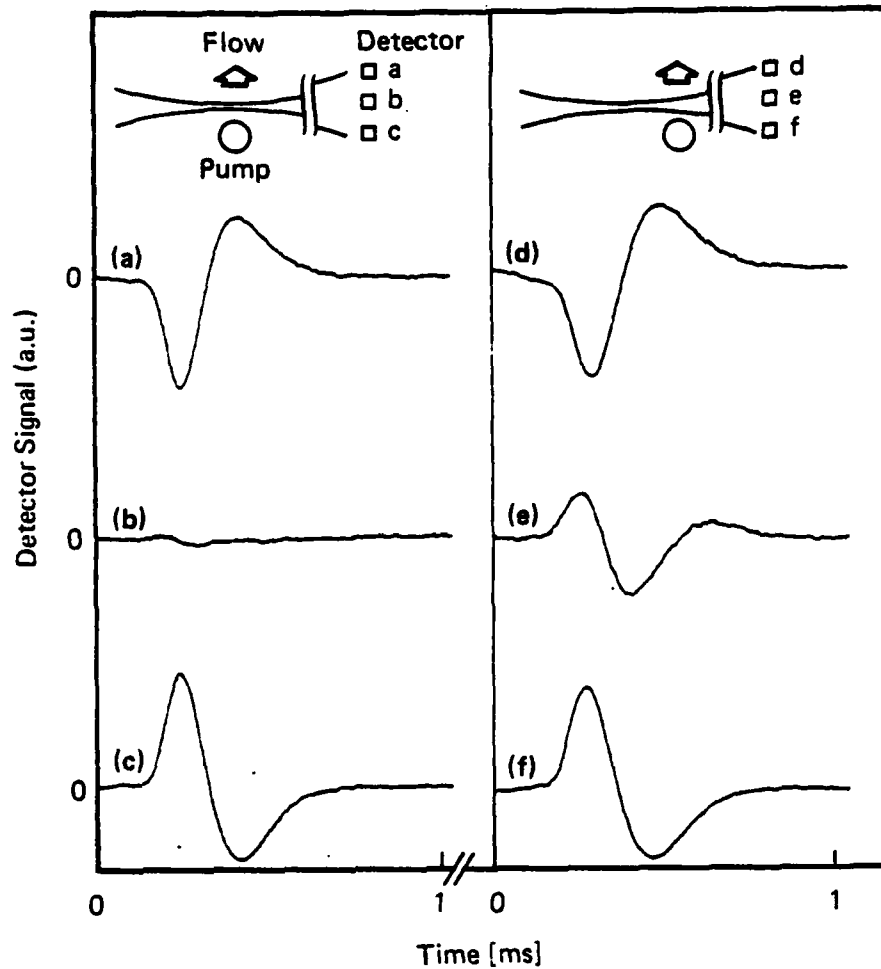 Flow Detector
a
b
c
Pump
d
e
f
(a)
(d)
0
(b)
(e)
0
(c)
(f)
0
Detector Signal (a.u.)
0 1 0 1
Time [ms]